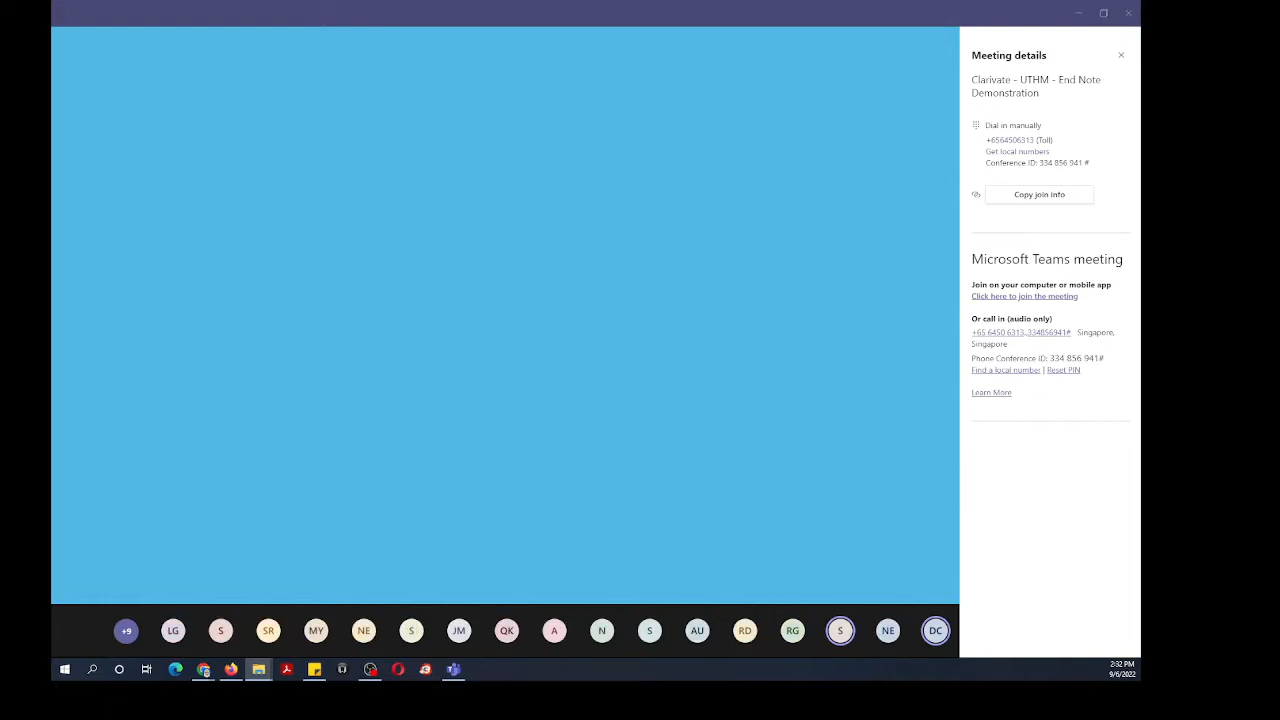 Meeting details
Clarivate - UTHM - End Note
Demonstration
Dial in manually
+6564506313 (Toll)
Get local numbers
Conference ID: 334 856 941 #
Copy join info
Microsoft Teams meeting
Join on your computer or mobile app
Click here to join the meeting
Or call in (audio only)
+65 6450 6313,,334856941# Singapore,
Singapore
Phone Conference ID: 334 856 941#
Find a local number | Reset PIN
Learn More
+9 LG S SR MY NE S JM QK A N S AU RD RG S NE DC
2:32 PM
9/6/2022